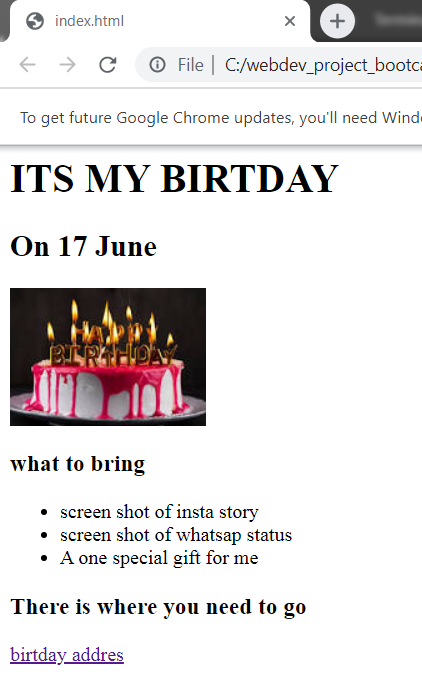 index.html
File | C:/webdev_project_bootca
To get future Google Chrome updates, you'll need Wind
ITS MY BIRTDAY
On 17 June
HAPPY
BIRTHDAY
what to bring
screen shot of insta story
screen shot of whatsap status
A one special gift for me
There is where you need to go
birtday addres